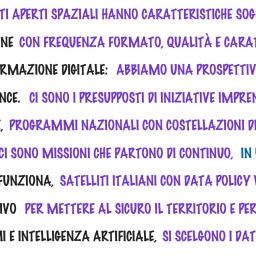 TI APERTI SPAZIALI HANNO CARATTERISTICHE SOG
NE CON FREQUENZA FORMATO, QUALITÀ E CARAT
RMAZIONE DIGITALE: ABBIAMO UNA PROSPETTIV
NCE. CI SONO I PRESUPPOSTI DI INIZIATIVE IMPREN
, PROGRAMMI NAZIONALI CON COSTELLAZIONI DI
CI SONO MISSIONI CHE PARTONO DI CONTINUO, IN
FUNZIONA, SATELLITI ITALIANI CON DATA POLICY
IVO PER METTERE AL SICURO IL TERRITORIO E PER
MI E INTELLIGENZA ARTIFICIALE, SI SCELGONO I DAT